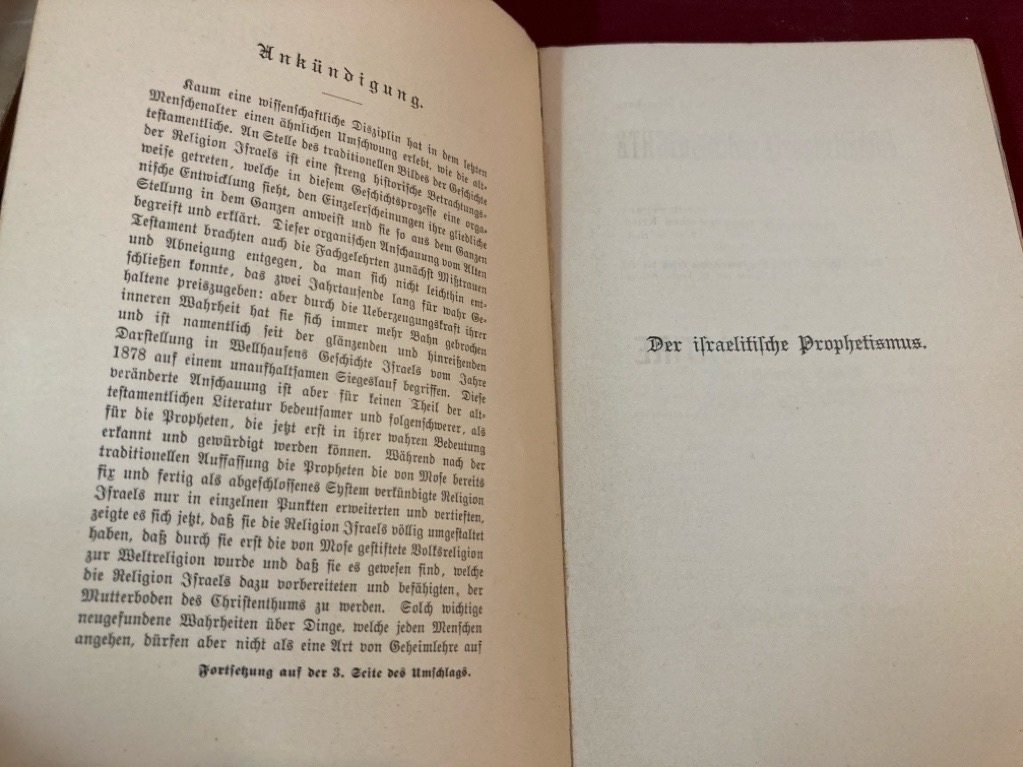 Ankündigung.
Kaum eine wissenschaftliche Disziplin hat in dem letzten
Menschenalter einen ähnlichen Umschwung erlebt, wie die alt-
testamentliche. An Stelle des traditionellen Bildes der Geschichte
der Religion Israels ist eine streng historische Betrachtungs-
weise getreten, welche in diesem Geschichtsprozesse eine orga-
nische Entwicklung sieht, den Einzelerscheinungen ihre gliedliche
Stellung in dem Ganzen anweist und sie so aus dem Ganzen
begreift und erklärt. Dieser organischen Anschauung vom Alten
Testament brachten auch die Fachgelehrten zunächst Mißtrauen
und Abneigung entgegen, da man sich nicht leichthin ent-
schließen konnte, das zwei Jahrtausende lang für wahr Ge-
haltene preiszugeben: aber durch die Ueberzeugungskraft ihrer
inneren Wahrheit hat sie sich immer mehr Bahn gebrochen
und ist namentlich seit der glänzenden und hinreißenden
Darstellung in Wellhausens Geschichte Israels vom Jahre
1878 auf einem unaufhaltsamen Siegeslauf begriffen. Diese
veränderte Anschauung ist aber für keinen Theil der alt-
testamentlichen Literatur bedeutsamer und folgenschwerer, als
für die Propheten, die jetzt erst in ihrer wahren Bedeutung
erkannt und gewürdigt werden können. Während nach der
traditionellen Auffassung die Propheten die von Mose bereits
fix und fertig als abgeschlossenes System verkündigte Religion
Israels nur in einzelnen Punkten erweiterten und vertieften,
zeigte es sich jetzt, daß sie die Religion Israels völlig umgestaltet
haben, daß durch sie erst die von Mose gestiftete Volksreligion
zur Weltreligion wurde und daß sie es gewesen sind, welche
die Religion Israels dazu vorbereiteten und befähigten, der
Mutterboden des Christenthums zu werden. Solch wichtige
neugefundene Wahrheiten über Dinge, welche jeden Menschen
angehen, dürfen aber nicht als eine Art von Geheimlehre auf
Fortsetzung auf der 3. Seite des Umschlags.
Der israelitische Prophetismus.